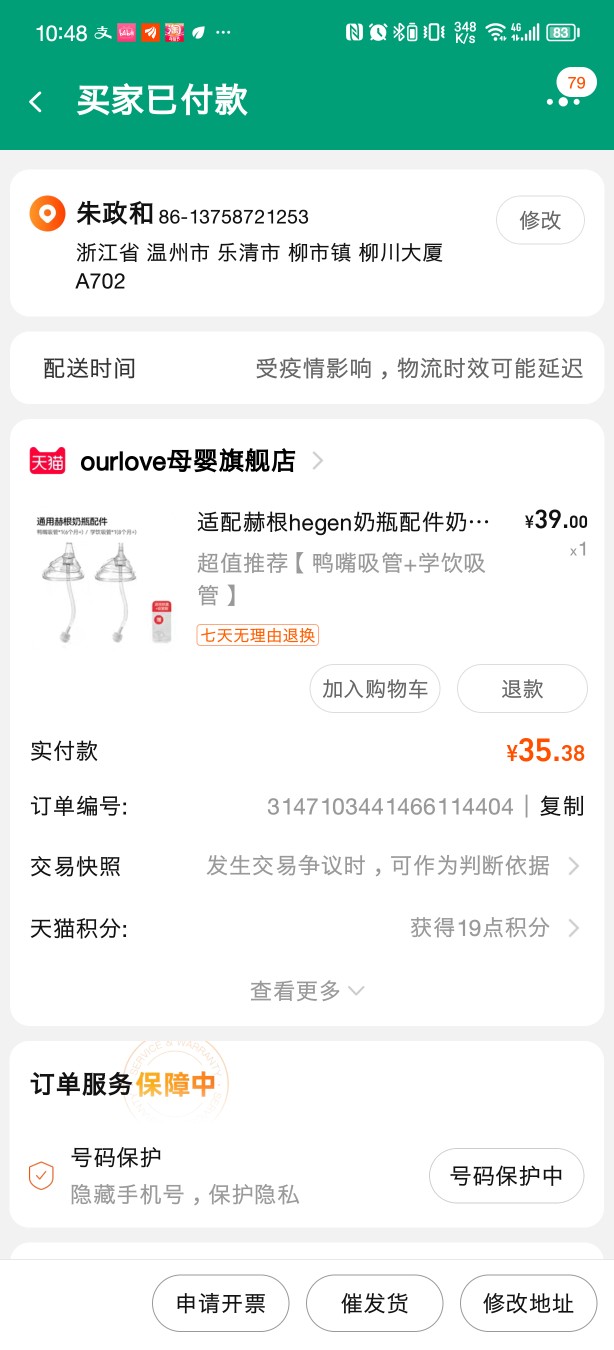 10:48 支 淘 ···
348 K/s 4G 83
79
买家已付款
朱政和 86-13758721253
修改
浙江省 温州市 乐清市 柳市镇 柳川大厦
A702
配送时间 受疫情影响，物流时效可能延迟
天猫 ourlove母婴旗舰店
通用赫根奶瓶配件
适配赫根hegen奶瓶配件奶… ¥39.00
超值推荐【 鸭嘴吸管+学饮吸 x1
管 】
七天无理由退换
加入购物车 退款
实付款 ¥35.38
订单编号: 3147103441466114404 | 复制
交易快照 发生交易争议时，可作为判断依据
天猫积分: 获得19点积分
查看更多
SERVICE & WARRANTY
订单服务保障中
号码保护
隐藏手机号，保护隐私
号码保护中
申请开票 催发货 修改地址